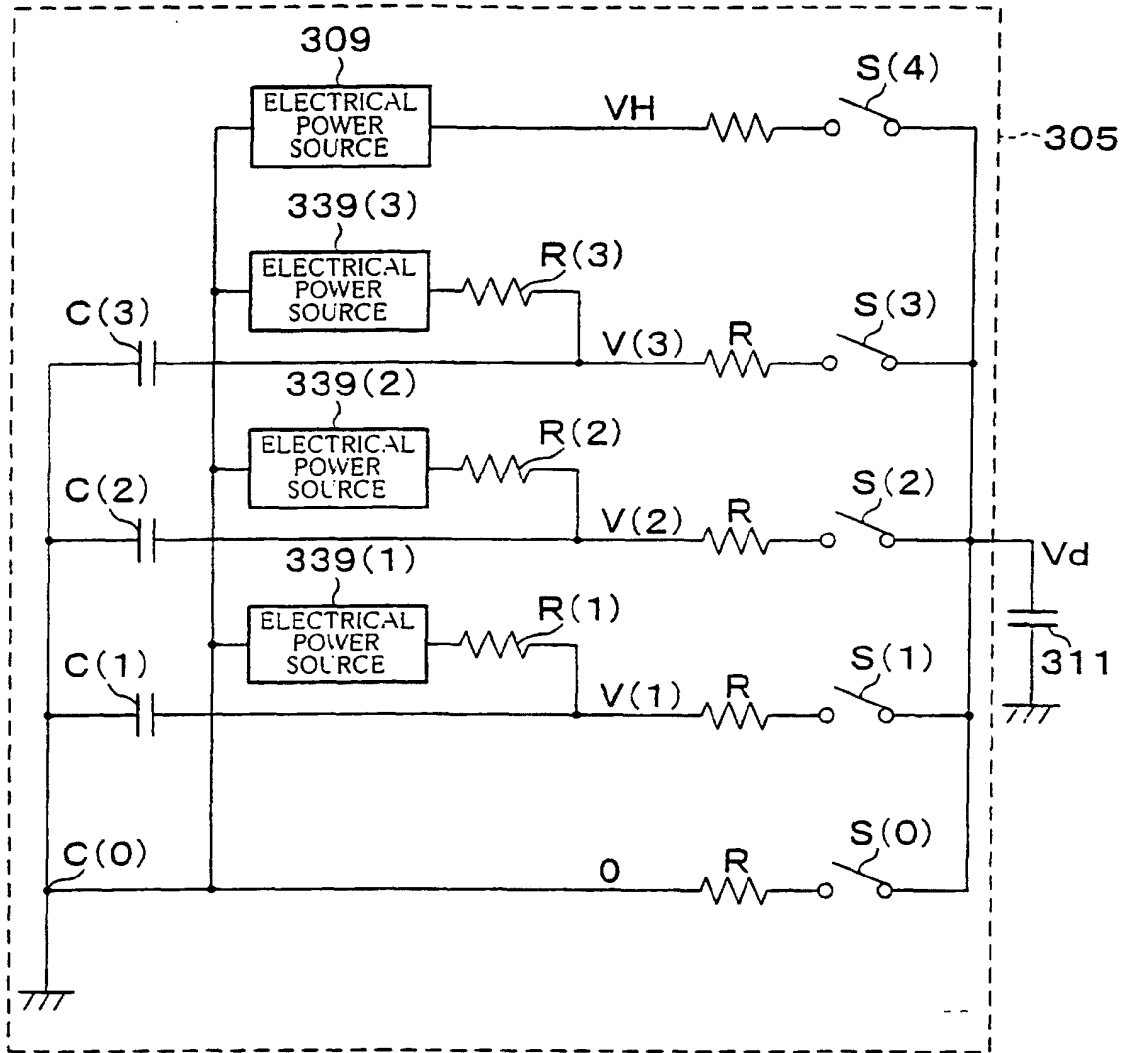 309
ELECTRICAL
POWER
SOURCE
VH
S(4)
305
339(3)
ELECTRICAL
POWER
SOURCE
R(3)
C(3)
V(3)
R
S(3)
339(2)
ELECTRICAL
POWER
SOURCE
R(2)
C(2)
V(2)
R
S(2)
Vd
339(1)
ELECTRICAL
POWER
SOURCE
R(1)
311
C(1)
V(1)
R
S(1)
C(0)
0
R
S(0)